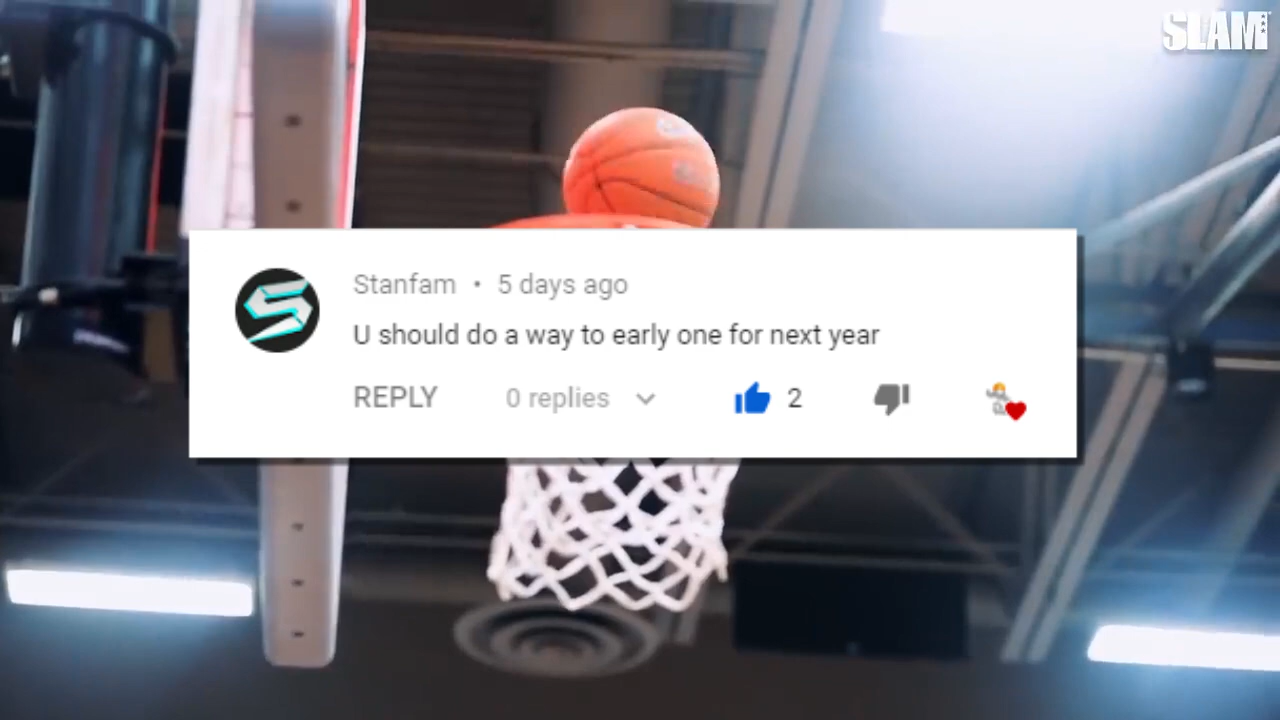 SLAM
Stanfam • 5 days ago
U should do a way to early one for next year
REPLY 0 replies 2